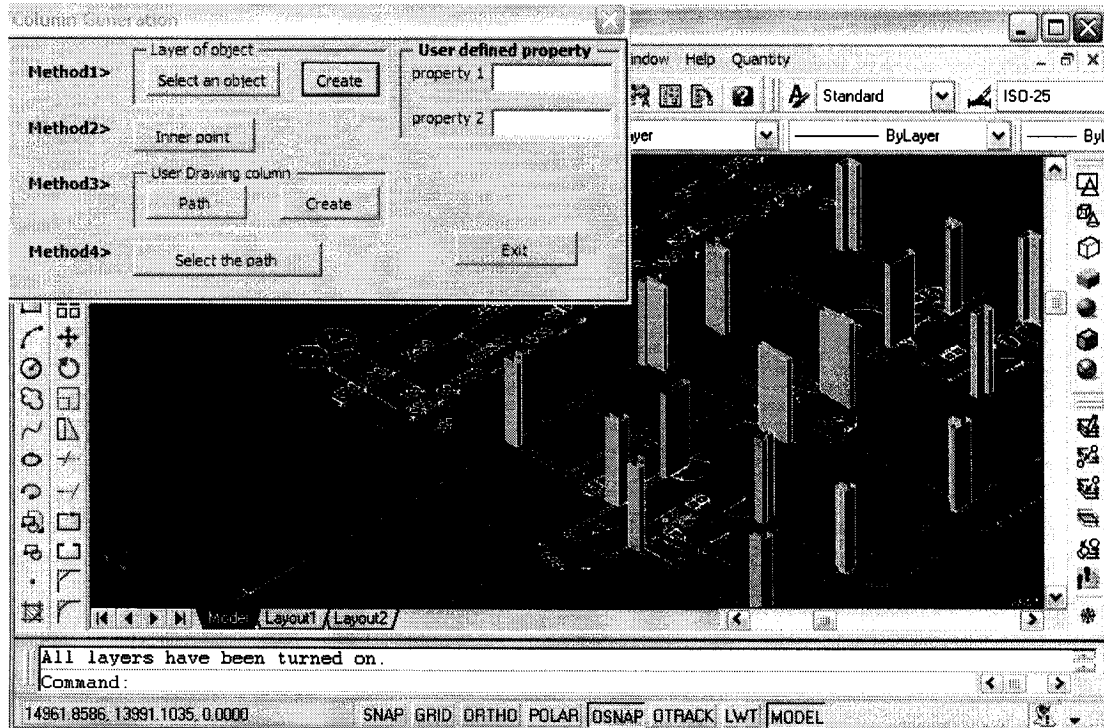 Column Generation
Layer of object
User defined property
Method1>
Select an object
Create
property 1
Method2>
Inner point
property 2
Method3>
User Drawing column
Path
Create
Method4>
Select the path
Exit
indow Help Quantity
Standard
ISO-25
ayer
ByLayer
ByL
Model
Layout1
Layout2
All layers have been turned on.
Command:
14961.8586, 13991.1035, 0.0000
SNAP GRID ORTHO POLAR OSNAP OTRACK LWT MODEL